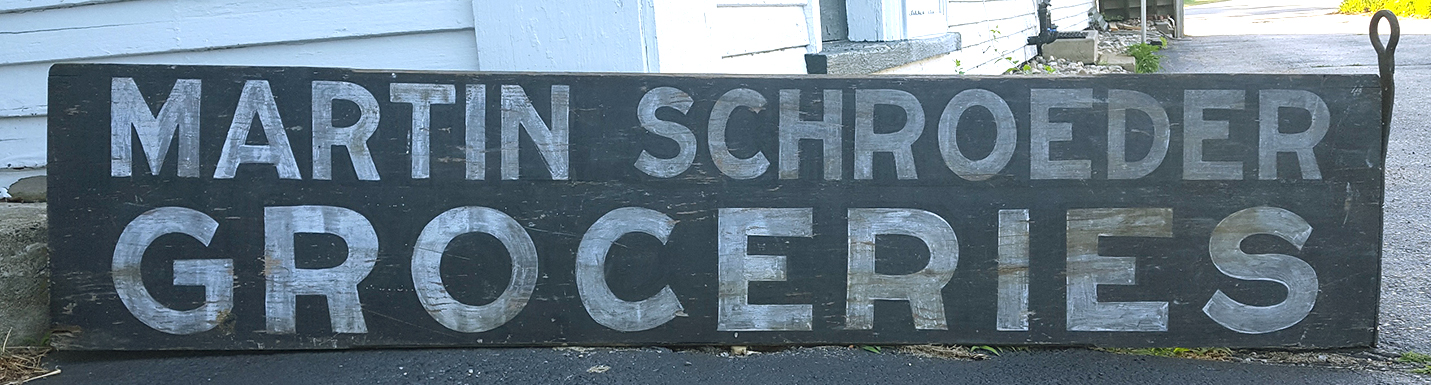 MARTIN SCHROEDER
GROCERIES